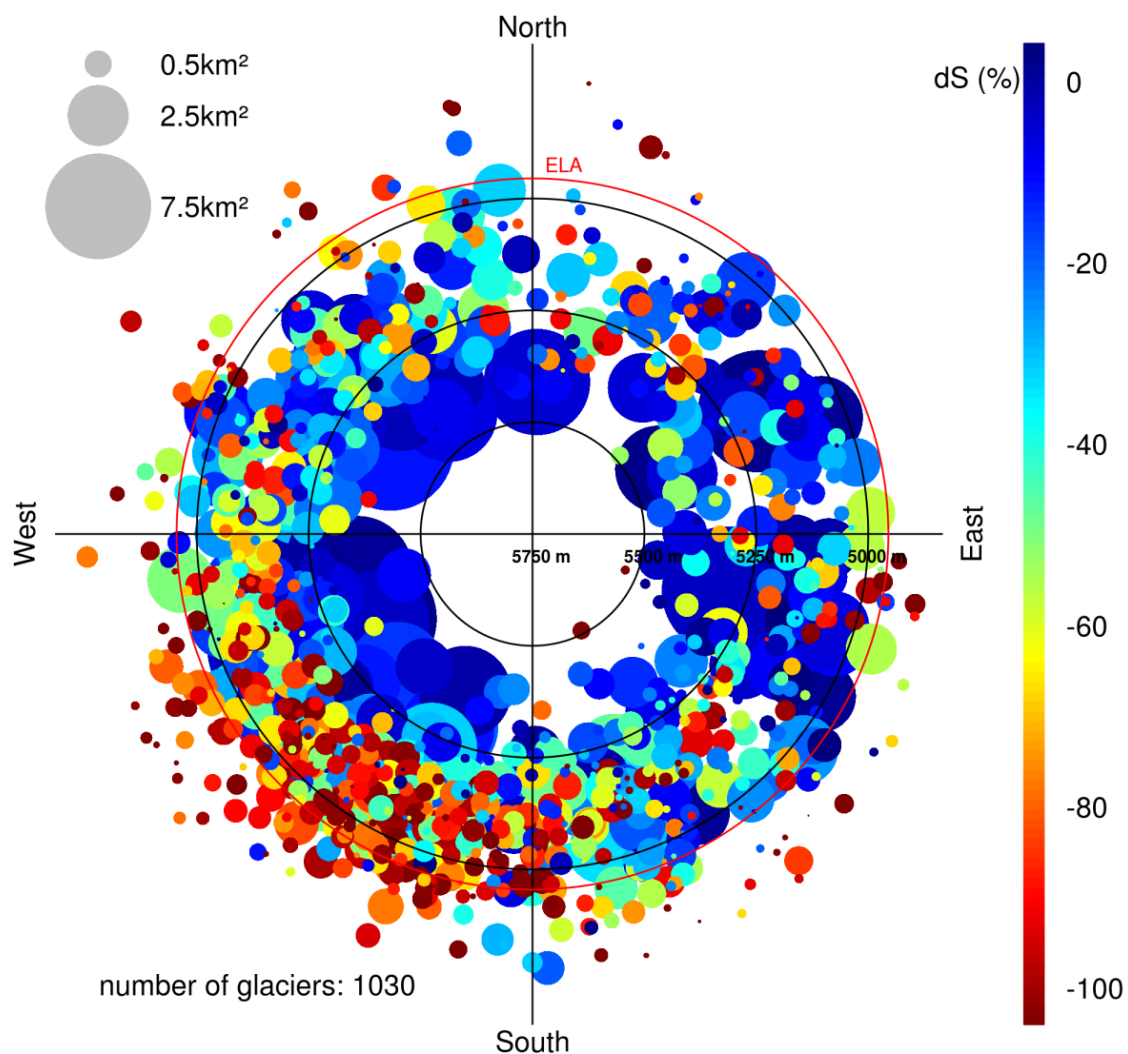 North
0.5km²
2.5km²
7.5km²
dS (%)
0
-20
-40
-60
-80
-100
ELA
West
East
5750 m
5500 m
5250 m
5000 m
number of glaciers: 1030
South